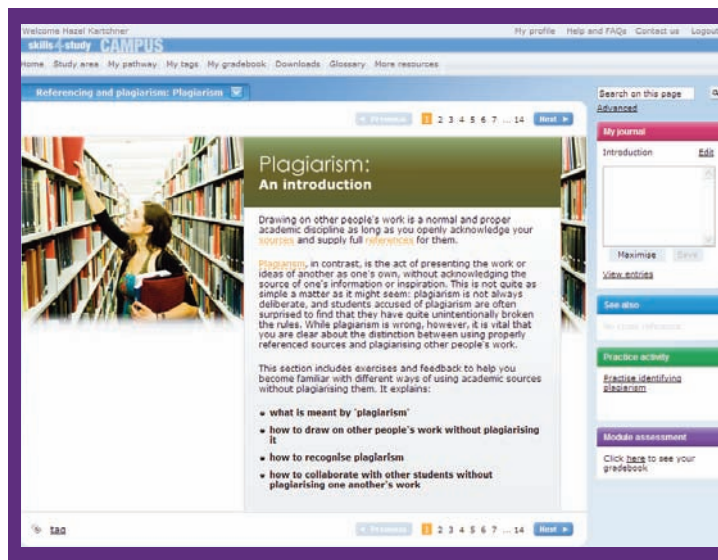 Welcome Hazel Kartchner
My profile Help and FAQs Contact us Logout
skills4study CAMPUS
Home Study area My pathway My tags My gradebook Downloads Glossary More resources
Referencing and plagiarism: Plagiarism
Previous 1 2 3 4 5 6 7 ... 14 Next
Plagiarism:
An introduction
Drawing on other people's work is a normal and proper
academic discipline as long as you openly acknowledge your
sources and supply full references for them.
Plagiarism, in contrast, is the act of presenting the work or
ideas of another as one's own, without acknowledging the
source of one's information or inspiration. This is not quite as
simple a matter as it might seem: plagiarism is not always
deliberate, and students accused of plagiarism are often
surprised to find that they have quite unintentionally broken
the rules. While plagiarism is wrong, however, it is vital that
you are clear about the distinction between using properly
referenced sources and plagiarising other people's work.
This section includes exercises and feedback to help you
become familiar with different ways of using academic sources
without plagiarising them. It explains:
what is meant by 'plagiarism'
how to draw on other people's work without plagiarising
it
how to recognise plagiarism
how to collaborate with other students without
plagiarising one another's work
tag
Previous 1 2 3 4 5 6 7 ... 14 Next
Search on this page
Advanced
My journal
Introduction Edit
Maximise Save
View entries
See also
No cross reference
Practice activity
Practise identifying
plagiarism
Module assessment
Click here to see your
gradebook